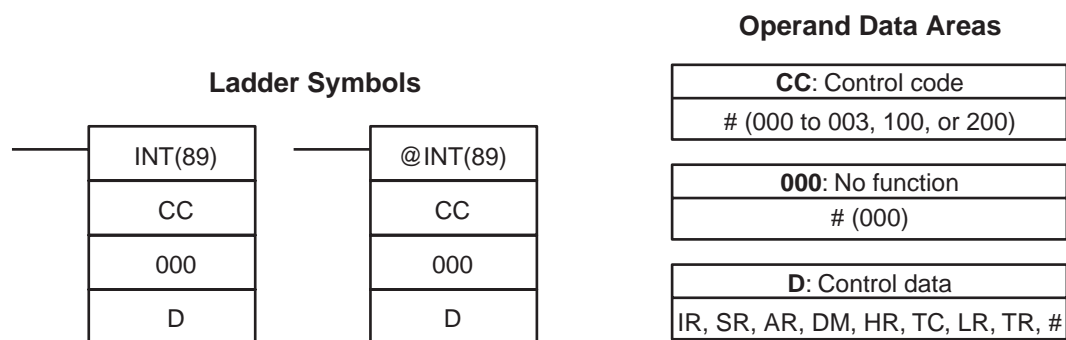 Ladder Symbols
INT(89)
CC
000
D
@INT(89)
CC
000
D
Operand Data Areas
CC: Control code
# (000 to 003, 100, or 200)
000: No function
# (000)
D: Control data
IR, SR, AR, DM, HR, TC, LR, TR, #